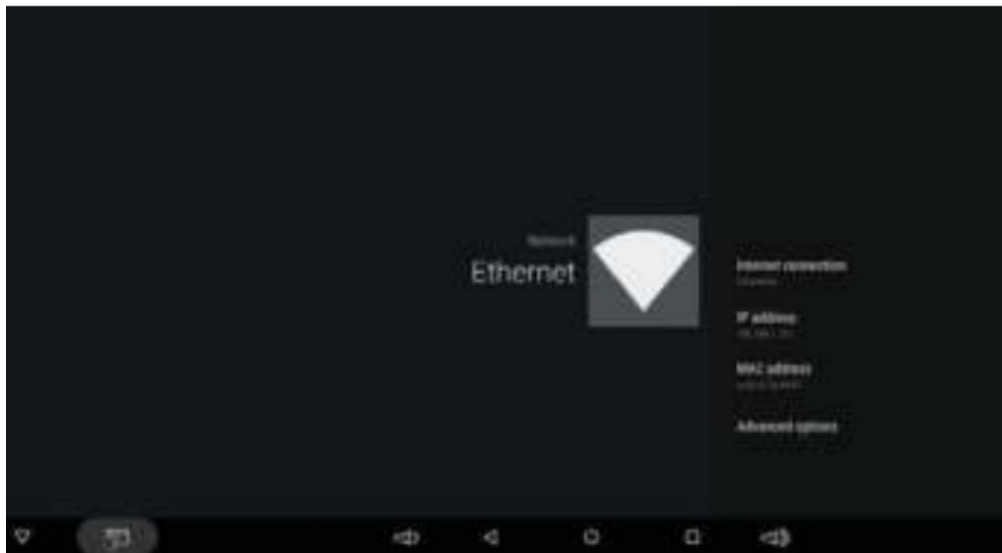 Network
Ethernet
Internet connection
IP address
MAC address
Advanced options